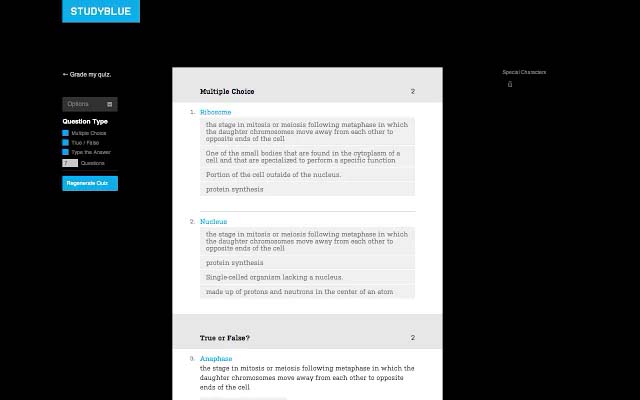 STUDYBLUE
← Grade my quiz.
Options
Question Type
Multiple Choice
True / False
Type the Answer
7 Questions
Regenerate Quiz
Special Characters
ū
Multiple Choice 2
1. Ribosome
the stage in mitosis or meiosis following metaphase in which
the daughter chromosomes move away from each other to
opposite ends of the cell
One of the small bodies that are found in the cytoplasm of a
cell and that are specialized to perform a specific function
Portion of the cell outside of the nucleus.
protein synthesis
2. Nucleus
the stage in mitosis or meiosis following metaphase in which
the daughter chromosomes move away from each other to
opposite ends of the cell
protein synthesis
Single-celled organism lacking a nucleus.
made up of protons and neutrons in the center of an atom
True or False? 2
3. Anaphase
the stage in mitosis or meiosis following metaphase in which the
daughter chromosomes move away from each other to opposite
ends of the cell